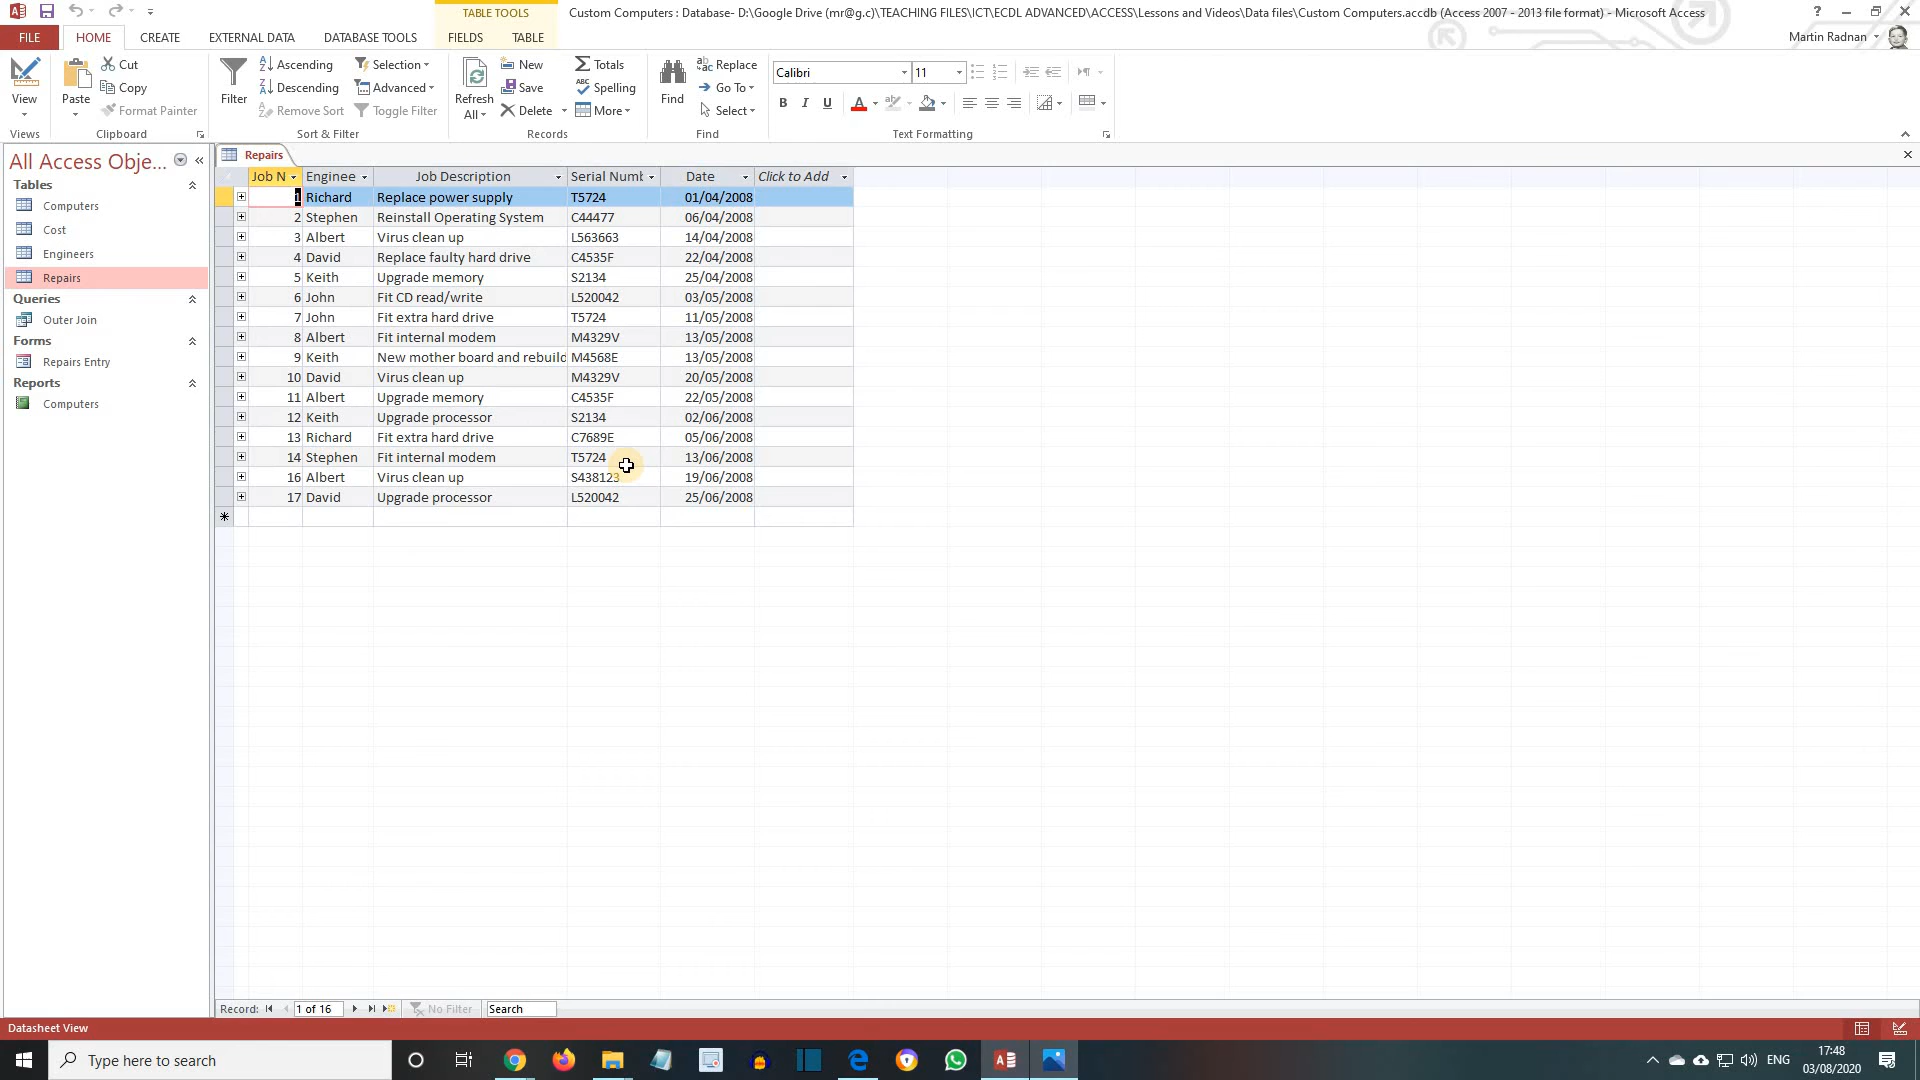 TABLE TOOLS
Custom Computers : Database- D:\Google Drive (mr@g.c)\TEACHING FILES\ICT\ECDL ADVANCED\ACCESS\Lessons and Videos\Data files\Custom Computers.accdb (Access 2007 - 2013 file format) - Microsoft Access
FILE HOME CREATE EXTERNAL DATA DATABASE TOOLS FIELDS TABLE Martin Radnan
View
Views
Paste
Cut
Copy
Format Painter
Clipboard
Filter
Ascending
Descending
Remove Sort
Selection
Advanced
Toggle Filter
Sort & Filter
Refresh
All
New
Save
Delete
Totals
Spelling
More
Records
Find
Replace
Go To
Select
Find
Calibri 11
B I U A
Text Formatting
All Access Obje...
Tables
Computers
Cost
Engineers
Repairs
Queries
Outer Join
Forms
Repairs Entry
Reports
Computers
Repairs
Job N Enginee Job Description Serial Numb Date Click to Add
1 Richard Replace power supply T5724 01/04/2008
2 Stephen Reinstall Operating System C44477 06/04/2008
3 Albert Virus clean up L563663 14/04/2008
4 David Replace faulty hard drive C4535F 22/04/2008
5 Keith Upgrade memory S2134 25/04/2008
6 John Fit CD read/write L520042 03/05/2008
7 John Fit extra hard drive T5724 11/05/2008
8 Albert Fit internal modem M4329V 13/05/2008
9 Keith New mother board and rebuild M4568E 13/05/2008
10 David Virus clean up M4329V 20/05/2008
11 Albert Upgrade memory C4535F 22/05/2008
12 Keith Upgrade processor S2134 02/06/2008
13 Richard Fit extra hard drive C7689E 05/06/2008
14 Stephen Fit internal modem T5724 13/06/2008
16 Albert Virus clean up S438123 19/06/2008
17 David Upgrade processor L520042 25/06/2008
Record: 1 of 16 No Filter Search
Datasheet View
Type here to search
ENG
17:48
03/08/2020